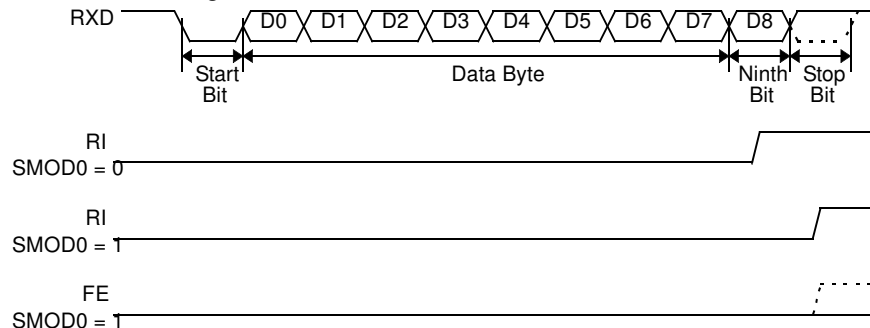 RXD D0 D1 D2 D3 D4 D5 D6 D7 D8
Start Bit
Data Byte
Ninth Bit
Stop Bit
RI
SMOD0 = 0
RI
SMOD0 = 1
FE
SMOD0 = 1